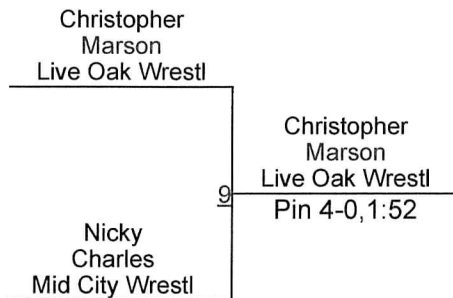 Christopher
Marson
Live Oak Wrestl
Christopher
Marson
Live Oak Wrestl
9
Pin 4-0,1:52
Nicky
Charles
Mid City Wrestl